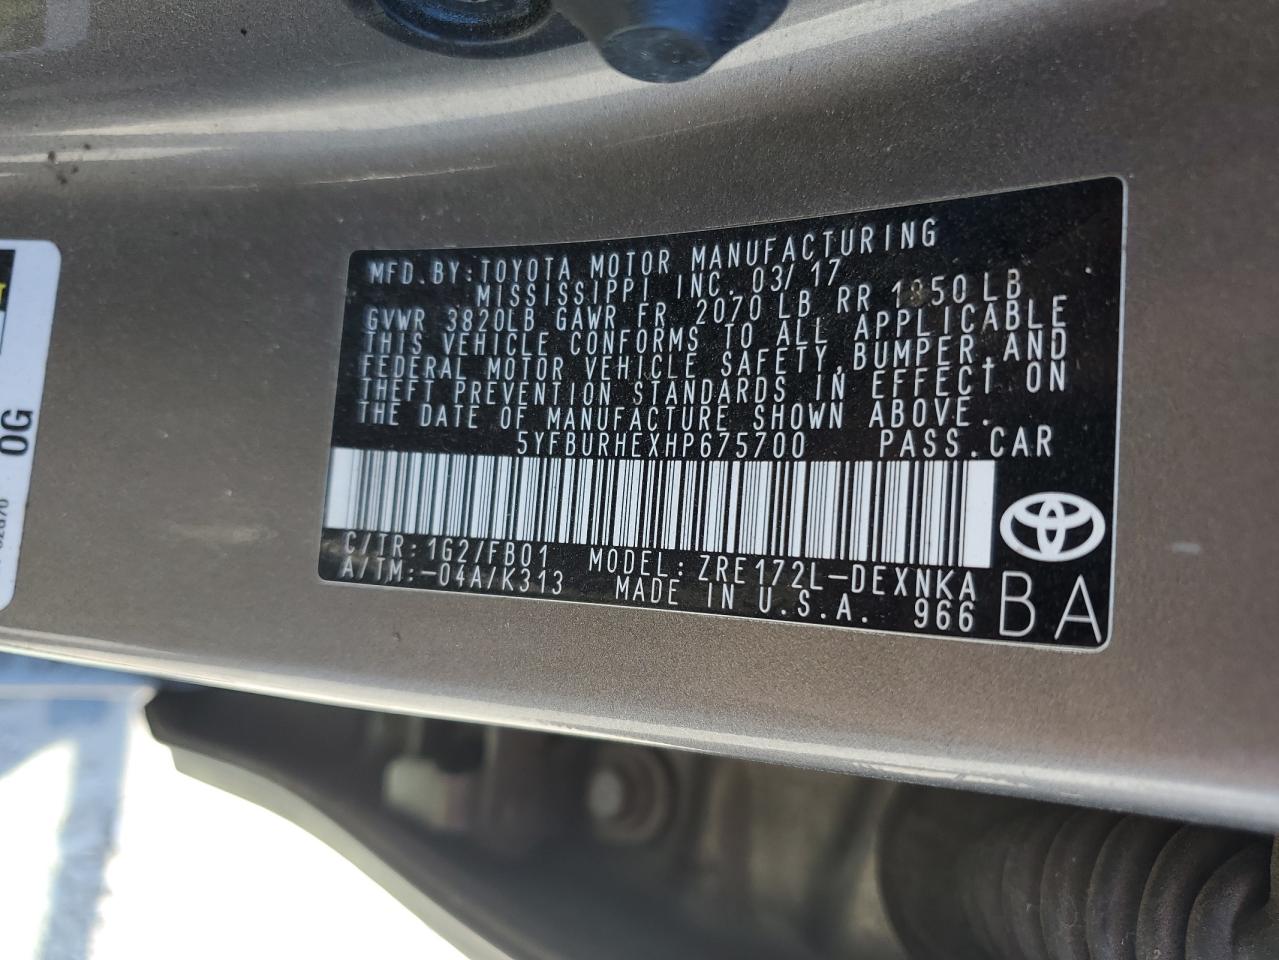 MFD.BY:TOYOTA MOTOR MANUFACTURING
MISSISSIPPI INC. 03/17
GVWR 3820LB GAWR FR 2070 LB RR LB
THIS VEHICLE CONFORMS TO ALL APPLICABLE
FEDERAL MOTOR VEHICLE SAFETY,BUMPER,AND
THEFT PREVENTION STANDARDS IN EFFECT ON
THE DATE OF MANUFACTURE SHOWN ABOVE.
5YFBURHEXHP675700 PASS.CAR
C/TR:1G2/FB01 MODEL:ZRE172L-DEXNKA
A/TM:-04A/K313 MADE IN U.S.A. 966
BA
0G